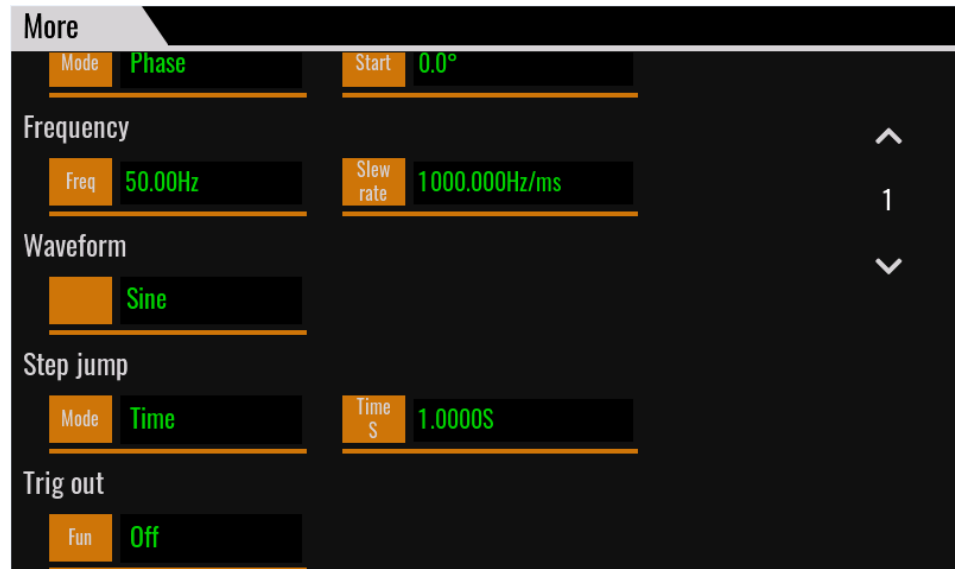 More
Mode Phase Start 0.0°
Frequency
Freq 50.00Hz Slew rate 1000.000Hz/ms
1
Waveform
Sine
Step jump
Mode Time Time S 1.0000S
Trig out
Fun Off